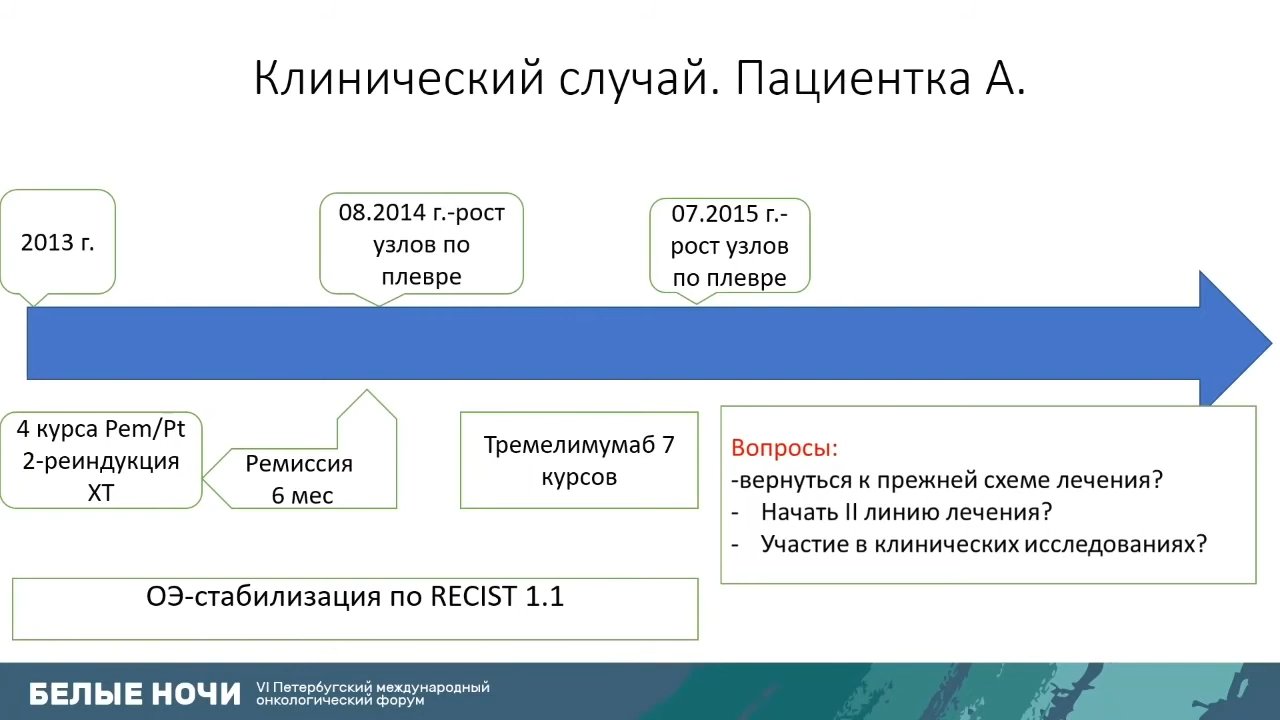 Клинический случай. Пациентка А.
2013 г.
08.2014 г.-рост
узлов по
плевре
07.2015 г.-
рост узлов
по плевре
4 курса Pem/Pt
2-реиндукция
ХТ
Ремиссия
6 мес
Тремелимумаб 7
курсов
Вопросы:
-вернуться к прежней схеме лечения?
- Начать II линию лечения?
- Участие в клинических исследованиях?
ОЭ-стабилизация по RECIST 1.1
БЕЛЫЕ НОЧИ
VI Петербургский международный
онкологический форум